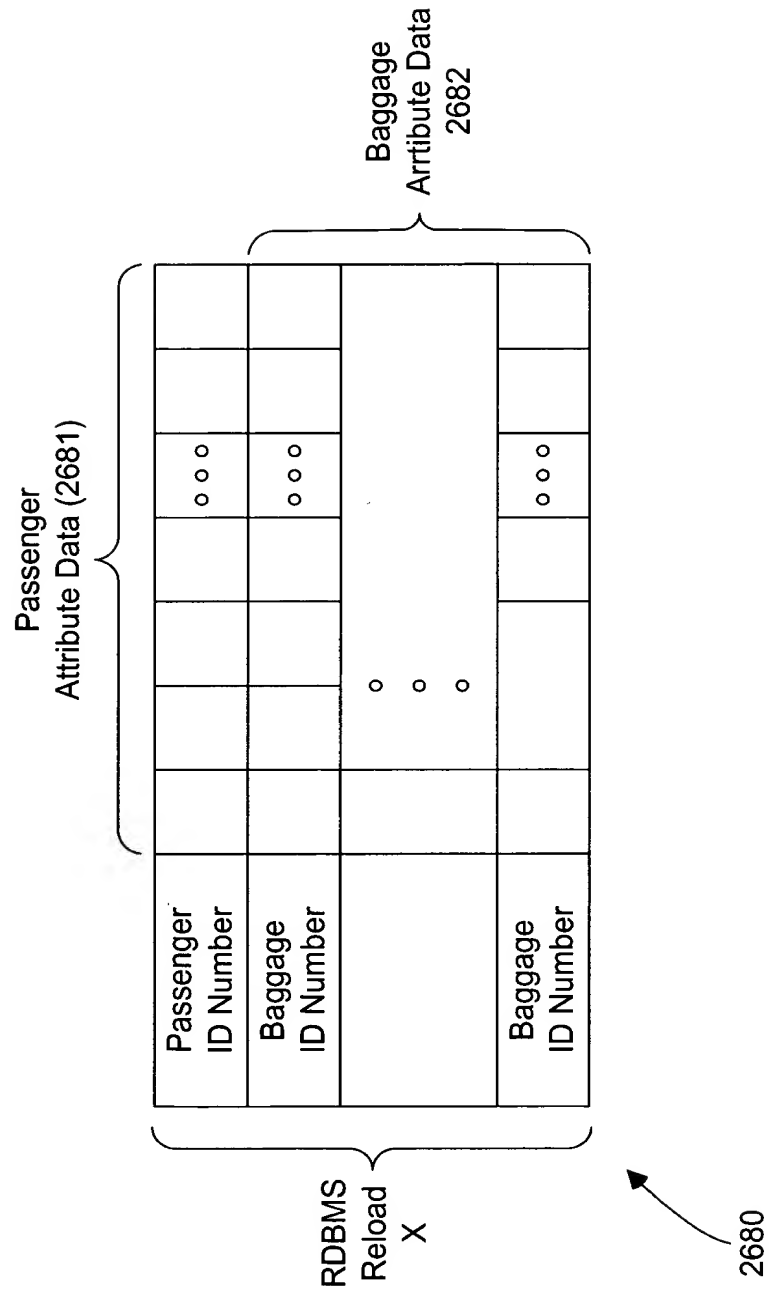 Passenger
Attribute Data (2681)
Passenger
ID Number
Baggage
ID Number
Baggage
ID Number
RDBMS
Reload
X
Baggage
Arrtibute Data
2682
2680